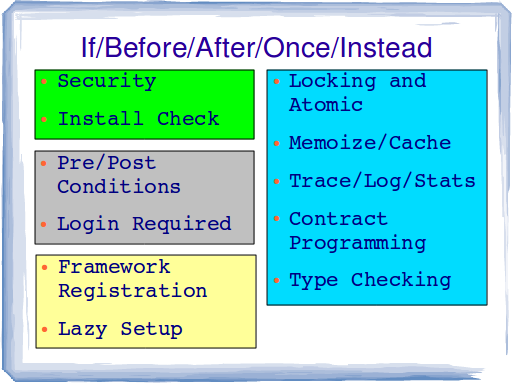 If/Before/After/Once/Instead
• Security
• Install Check
• Pre/Post
Conditions
• Login Required
• Framework
Registration
• Lazy Setup
• Locking and
Atomic
• Memoize/Cache
• Trace/Log/Stats
• Contract
Programming
• Type Checking